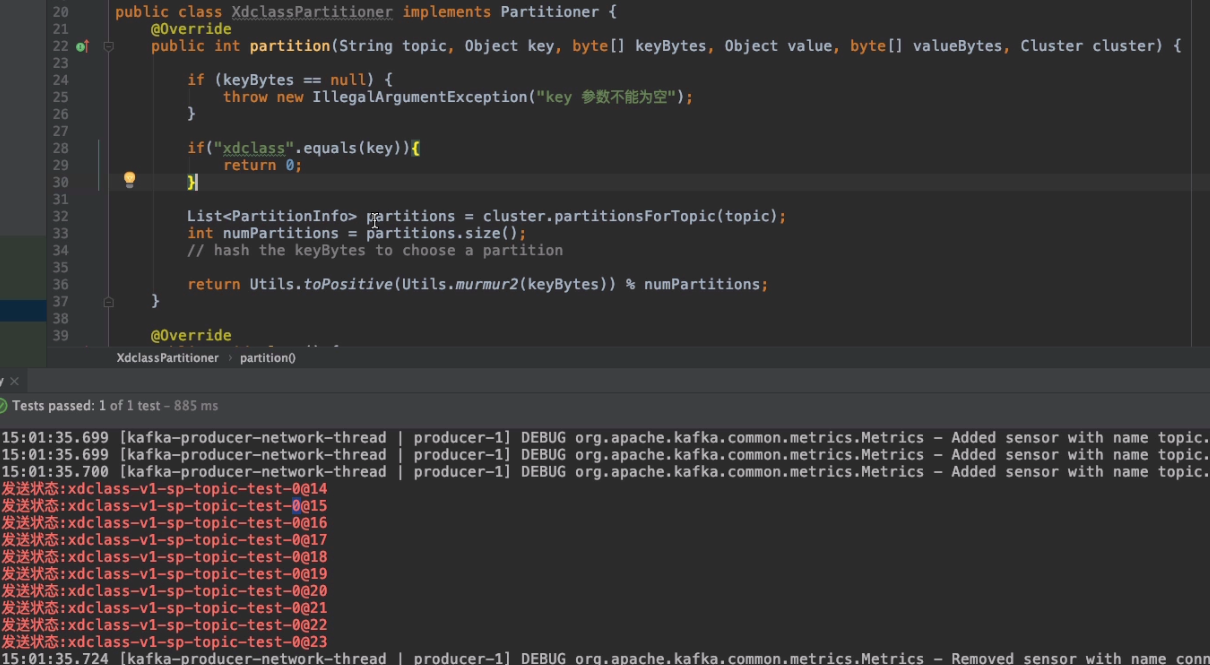 20 public class XdclassPartitioner implements Partitioner {
21 @Override
22 public int partition(String topic, Object key, byte[] keyBytes, Object value, byte[] valueBytes, Cluster cluster) {
23
24 if (keyBytes == null) {
25 throw new IllegalArgumentException("key 参数不能为空");
26 }
27
28 if("xdclass".equals(key)){
29 return 0;
30 }
31
32 List<PartitionInfo> partitions = cluster.partitionsForTopic(topic);
33 int numPartitions = partitions.size();
34 // hash the keyBytes to choose a partition
35
36 return Utils.toPositive(Utils.murmur2(keyBytes)) % numPartitions;
37 }
38
39 @Override
XdclassPartitioner › partition()
y ×
Tests passed: 1 of 1 test – 885 ms
15:01:35.699 [kafka-producer-network-thread | producer-1] DEBUG org.apache.kafka.common.metrics.Metrics – Added sensor with name topic.
15:01:35.699 [kafka-producer-network-thread | producer-1] DEBUG org.apache.kafka.common.metrics.Metrics – Added sensor with name topic.
15:01:35.700 [kafka-producer-network-thread | producer-1] DEBUG org.apache.kafka.common.metrics.Metrics – Added sensor with name topic.
发送状态:xdclass-v1-sp-topic-test-0@14
发送状态:xdclass-v1-sp-topic-test-0@15
发送状态:xdclass-v1-sp-topic-test-0@16
发送状态:xdclass-v1-sp-topic-test-0@17
发送状态:xdclass-v1-sp-topic-test-0@18
发送状态:xdclass-v1-sp-topic-test-0@19
发送状态:xdclass-v1-sp-topic-test-0@20
发送状态:xdclass-v1-sp-topic-test-0@21
发送状态:xdclass-v1-sp-topic-test-0@22
发送状态:xdclass-v1-sp-topic-test-0@23
15:01:35.724 [kafka-producer-network-thread | producer-1] DEBUG org.apache.kafka.common.metrics.Metrics – Removed sensor with name conn